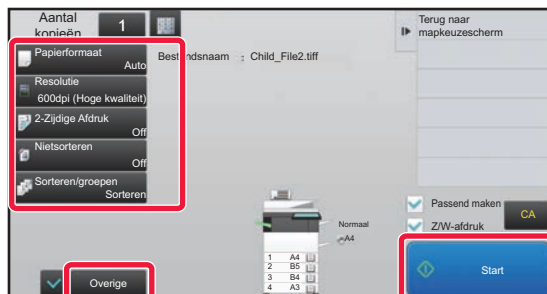 Aantal
kopieën
1
Terug naar
mapkeuzescherm
Papierformaat
Auto
Bestandsnaam : Child_File2.tiff
Resolutie
600dpi (Hoge kwaliteit)
2-Zijdige Afdruk
Off
Nietsorteren
Off
Sorteren/groepen
Sorteren
Passend maken
CA
Normaal
Z/W-afdruk
A4
1 A4
2 B5
3 B4
4 A3
Overige
Start